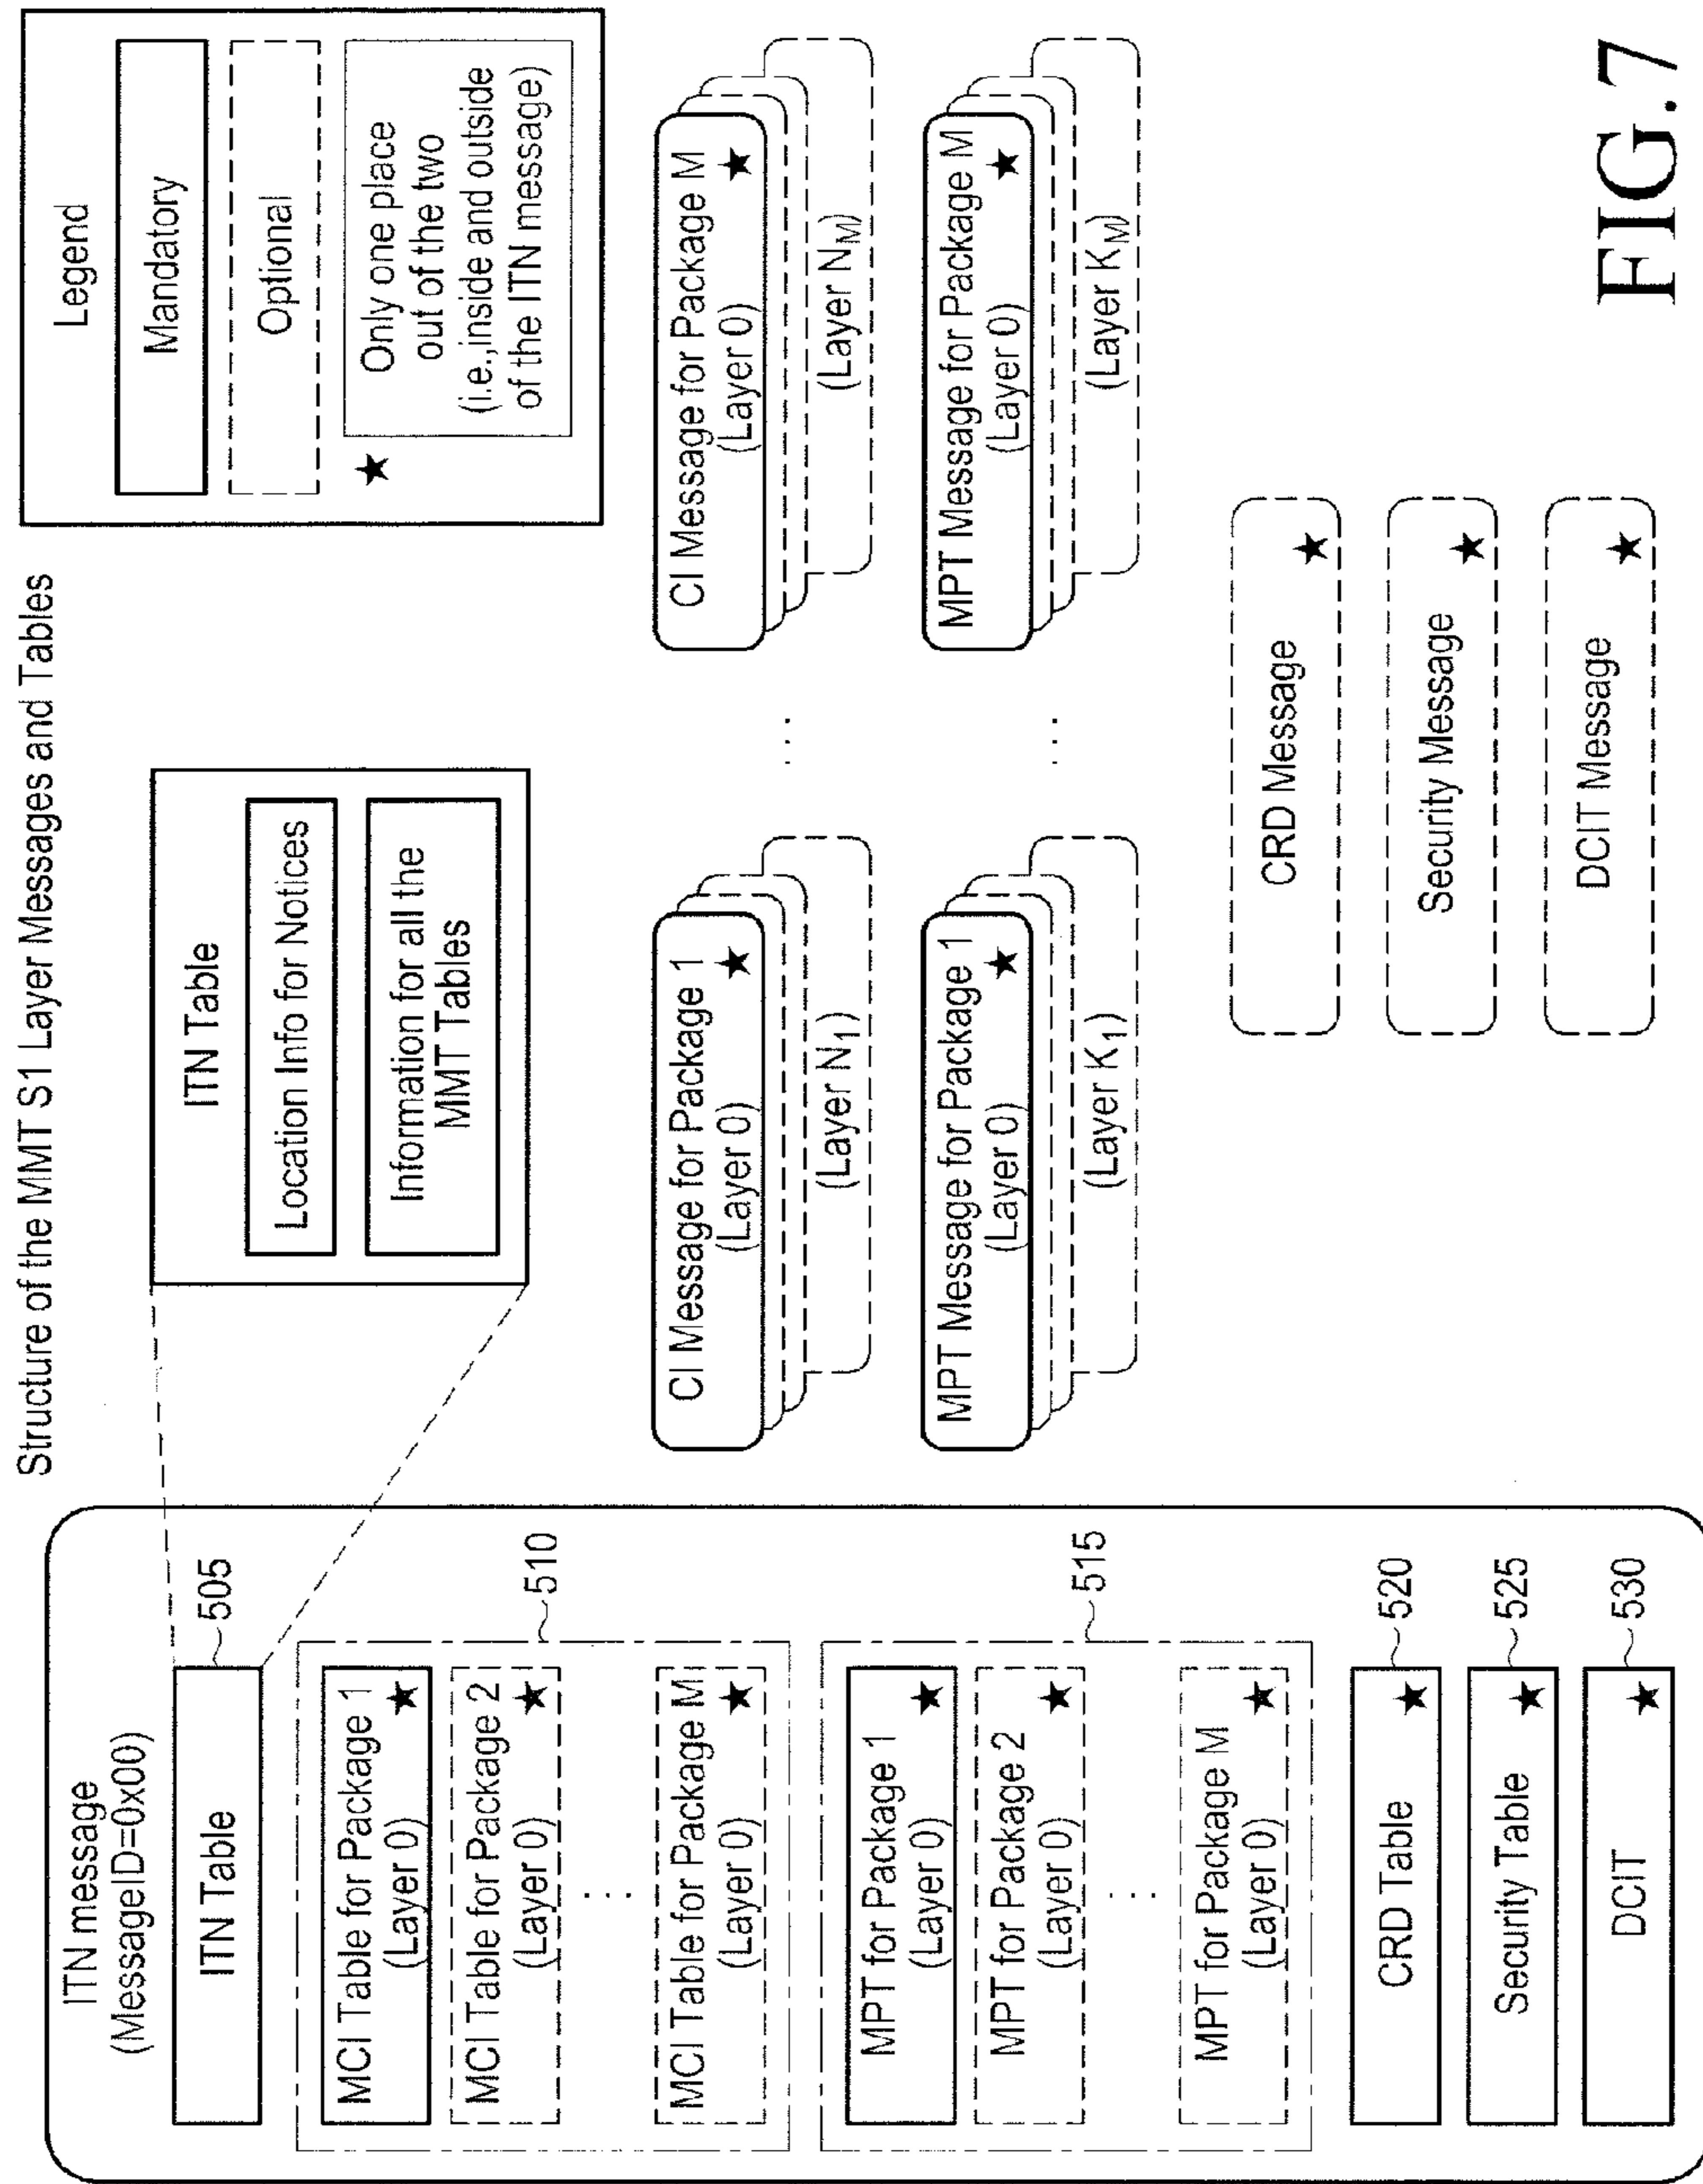 Structure of the MMT S1 Layer Messages and Tables
ITN message
(MessageID=0x00)
ITN Table
505
MCI Table for Package 1
(Layer 0)
★
MCI Table for Package 2
(Layer 0)
★
...
MCI Table for Package M
(Layer 0)
★
510
MPT for Package 1
(Layer 0)
★
MPT for Package 2
(Layer 0)
★
...
MPT for Package M
(Layer 0)
★
515
CRD Table
★
520
Security Table
★
525
DCIT
★
530
ITN Table
Location Info for Notices
Information for all the
MMT Tables
Legend
Mandatory
Optional
★
Only one place
out of the two
(i.e.,inside and outside
of the ITN message)
CI Message for Package 1
(Layer 0)
★
(Layer N1)
...
CI Message for Package M
(Layer 0)
★
(Layer NM)
MPT Message for Package 1
(Layer 0)
★
(Layer K1)
...
MPT Message for Package M
(Layer 0)
★
(Layer KM)
CRD Message
★
Security Message
★
DCIT Message
★
FIG.7